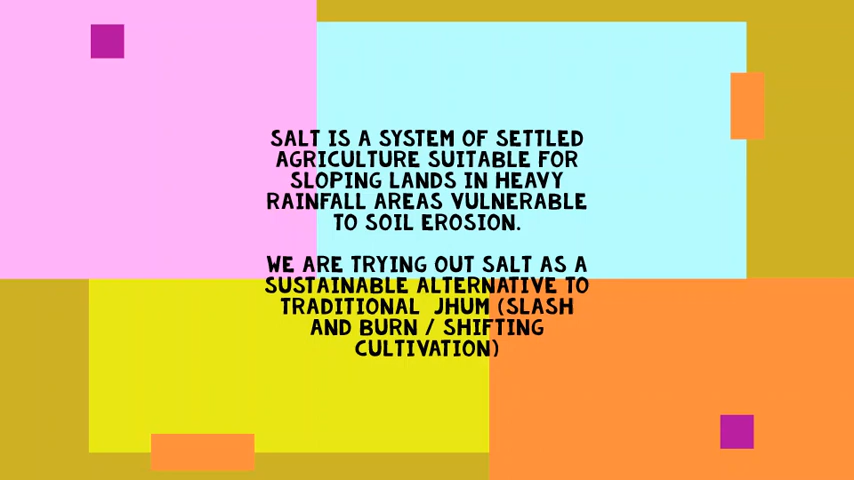 SALT IS A SYSTEM OF SETTLED
AGRICULTURE SUITABLE FOR
SLOPING LANDS IN HEAVY
RAINFALL AREAS VULNERABLE
TO SOIL EROSION.
WE ARE TRYING OUT SALT AS A
SUSTAINABLE ALTERNATIVE TO
TRADITIONAL JHUM (SLASH
AND BURN / SHIFTING
CULTIVATION)